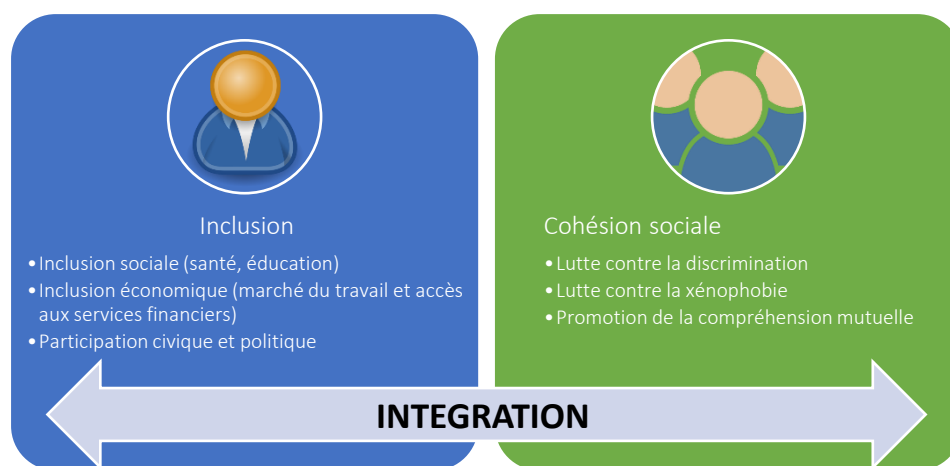 Inclusion
•Inclusion sociale (santé, éducation)
•Inclusion économique (marché du travail et accès
aux services financiers)
•Participation civique et politique
Cohésion sociale
•Lutte contre la discrimination
•Lutte contre la xénophobie
•Promotion de la compréhension mutuelle
INTEGRATION